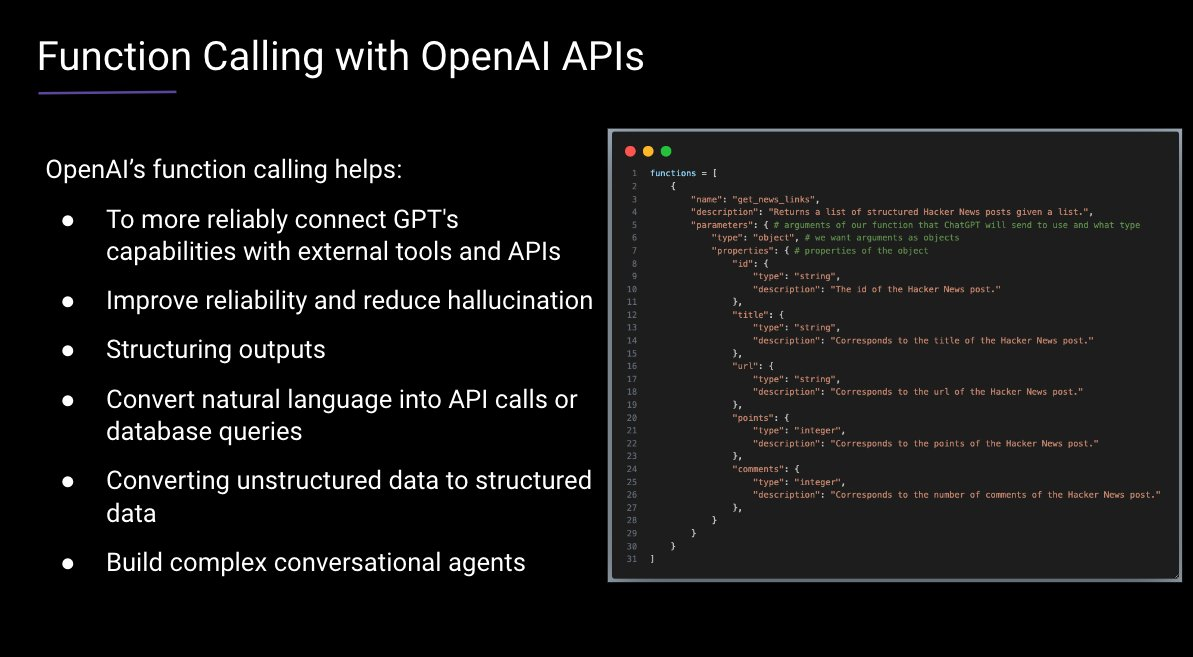 Function Calling with OpenAI APIs
OpenAI’s function calling helps:
● To more reliably connect GPT's
capabilities with external tools and APIs
● Improve reliability and reduce hallucination
● Structuring outputs
● Convert natural language into API calls or
database queries
● Converting unstructured data to structured
data
● Build complex conversational agents
1 functions = [
2 {
3 "name": "get_news_links",
4 "description": "Returns a list of structured Hacker News posts given a list.",
5 "parameters": { # arguments of our function that ChatGPT will send to use and what type
6 "type": "object", # we want arguments as objects
7 "properties": { # properties of the object
8 "id": {
9 "type": "string",
10 "description": "The id of the Hacker News post."
11 },
12 "title": {
13 "type": "string",
14 "description": "Corresponds to the title of the Hacker News post."
15 },
16 "url": {
17 "type": "string",
18 "description": "Corresponds to the url of the Hacker News post."
19 },
20 "points": {
21 "type": "integer",
22 "description": "Corresponds to the points of the Hacker News post."
23 },
24 "comments": {
25 "type": "integer",
26 "description": "Corresponds to the number of comments of the Hacker News post."
27 },
28 }
29 }
30 }
31 ]